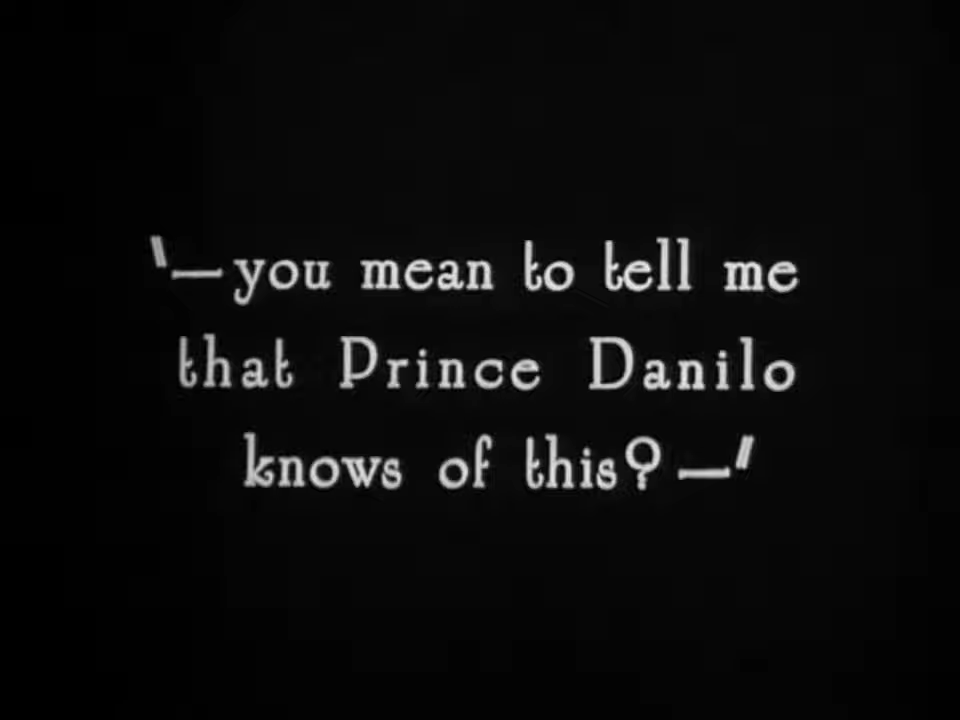 "—you mean to tell me
that Prince Danilo
knows of this?—"